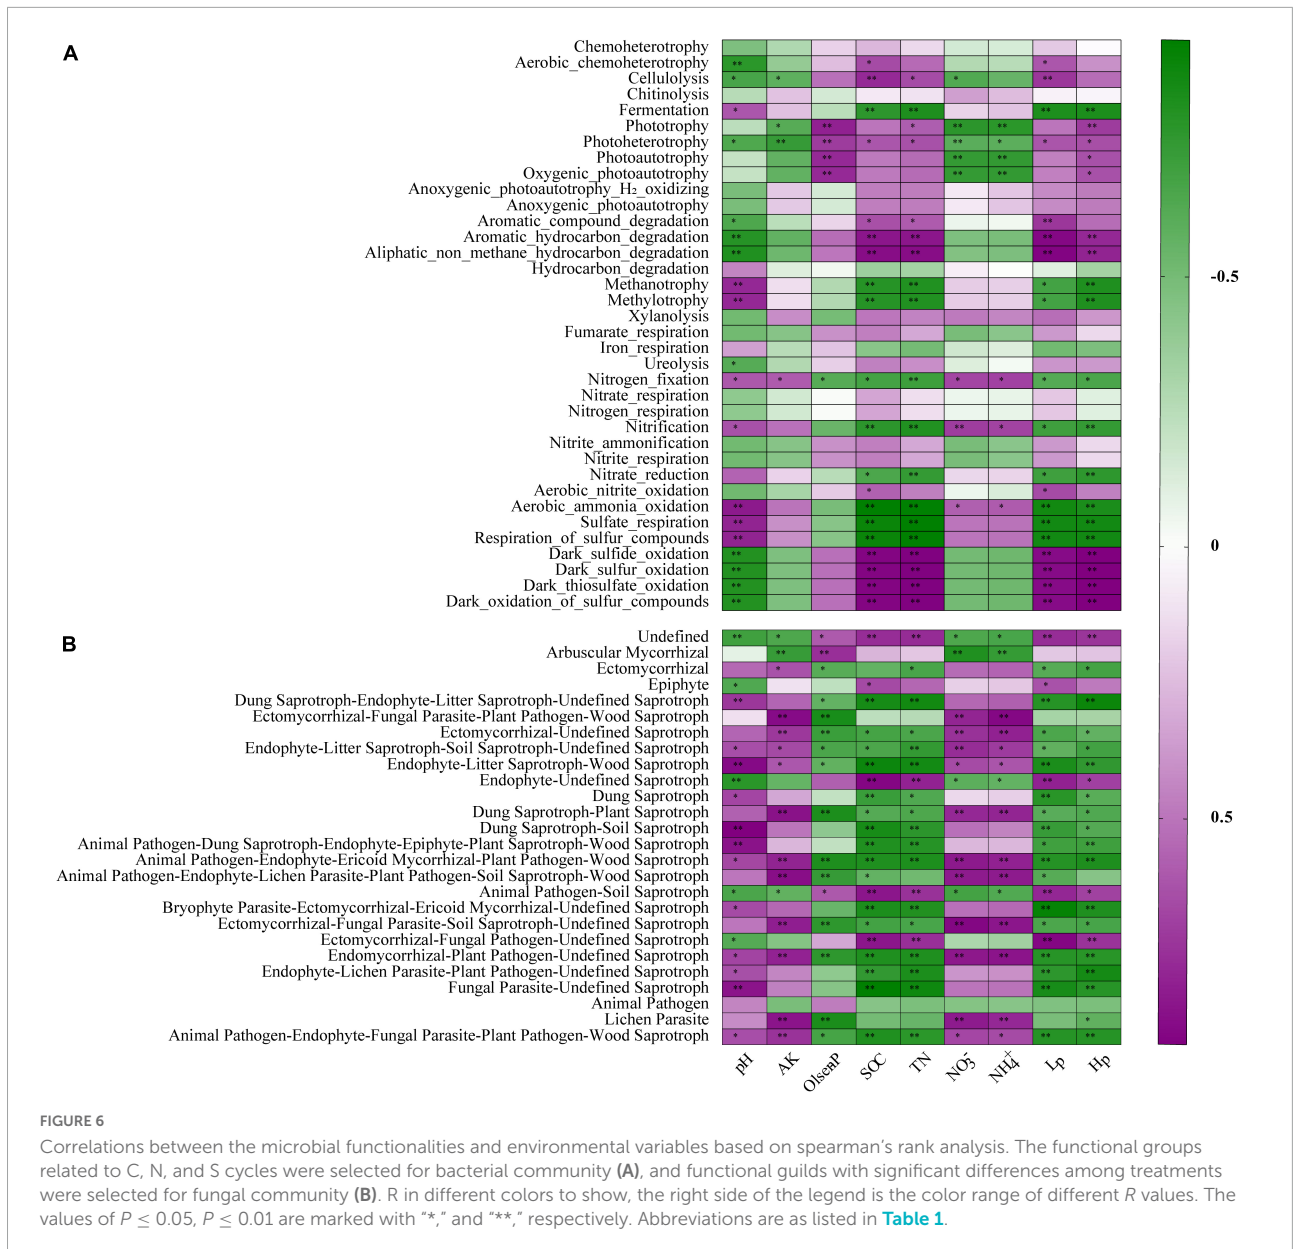 A
Chemoheterotrophy
Aerobic_chemoheterotrophy
Cellulolysis
Chitinolysis
Fermentation
Phototrophy
Photoheterotrophy
Photoautotrophy
Oxygenic_photoautotrophy
Anoxygenic_photoautotrophy_H₂_oxidizing
Anoxygenic_photoautotrophy
Aromatic_compound_degradation
Aromatic_hydrocarbon_degradation
Aliphatic_non_methane_hydrocarbon_degradation
Hydrocarbon_degradation
Methanotrophy
Methylotrophy
Xylanolysis
Fumarate_respiration
Iron_respiration
Ureolysis
Nitrogen_fixation
Nitrate_respiration
Nitrogen_respiration
Nitrification
Nitrite_ammonification
Nitrite_respiration
Nitrate_reduction
Aerobic_nitrite_oxidation
Aerobic_ammonia_oxidation
Sulfate_respiration
Respiration_of_sulfur_compounds
Dark_sulfide_oxidation
Dark_sulfur_oxidation
Dark_thiosulfate_oxidation
Dark_oxidation_of_sulfur_compounds
-0.5
0
0.5
B
Undefined
Arbuscular Mycorrhizal
Ectomycorrhizal
Epiphyte
Dung Saprotroph-Endophyte-Litter Saprotroph-Undefined Saprotroph
Ectomycorrhizal-Fungal Parasite-Plant Pathogen-Wood Saprotroph
Ectomycorrhizal-Undefined Saprotroph
Endophyte-Litter Saprotroph-Soil Saprotroph-Undefined Saprotroph
Endophyte-Litter Saprotroph-Wood Saprotroph
Endophyte-Undefined Saprotroph
Dung Saprotroph
Dung Saprotroph-Plant Saprotroph
Dung Saprotroph-Soil Saprotroph
Animal Pathogen-Dung Saprotroph-Endophyte-Epiphyte-Plant Saprotroph-Wood Saprotroph
Animal Pathogen-Endophyte-Ericoid Mycorrhizal-Plant Pathogen-Wood Saprotroph
Animal Pathogen-Endophyte-Lichen Parasite-Plant Pathogen-Soil Saprotroph-Wood Saprotroph
Animal Pathogen-Soil Saprotroph
Bryophyte Parasite-Ectomycorrhizal-Ericoid Mycorrhizal-Undefined Saprotroph
Ectomycorrhizal-Fungal Parasite-Soil Saprotroph-Undefined Saprotroph
Ectomycorrhizal-Fungal Pathogen-Undefined Saprotroph
Endomycorrhizal-Plant Pathogen-Undefined Saprotroph
Endophyte-Lichen Parasite-Plant Pathogen-Undefined Saprotroph
Fungal Parasite-Undefined Saprotroph
Animal Pathogen
Lichen Parasite
Animal Pathogen-Endophyte-Fungal Parasite-Plant Pathogen-Wood Saprotroph
pH AK OlsenP SOC TN NO₃⁻ NH₄⁺ Lp Hp
FIGURE 6
Correlations between the microbial functionalities and environmental variables based on spearman's rank analysis. The functional groups
related to C, N, and S cycles were selected for bacterial community (A), and functional guilds with significant differences among treatments
were selected for fungal community (B). R in different colors to show, the right side of the legend is the color range of different R values. The
values of P ≤ 0.05, P ≤ 0.01 are marked with "*," and "**," respectively. Abbreviations are as listed in Table 1.